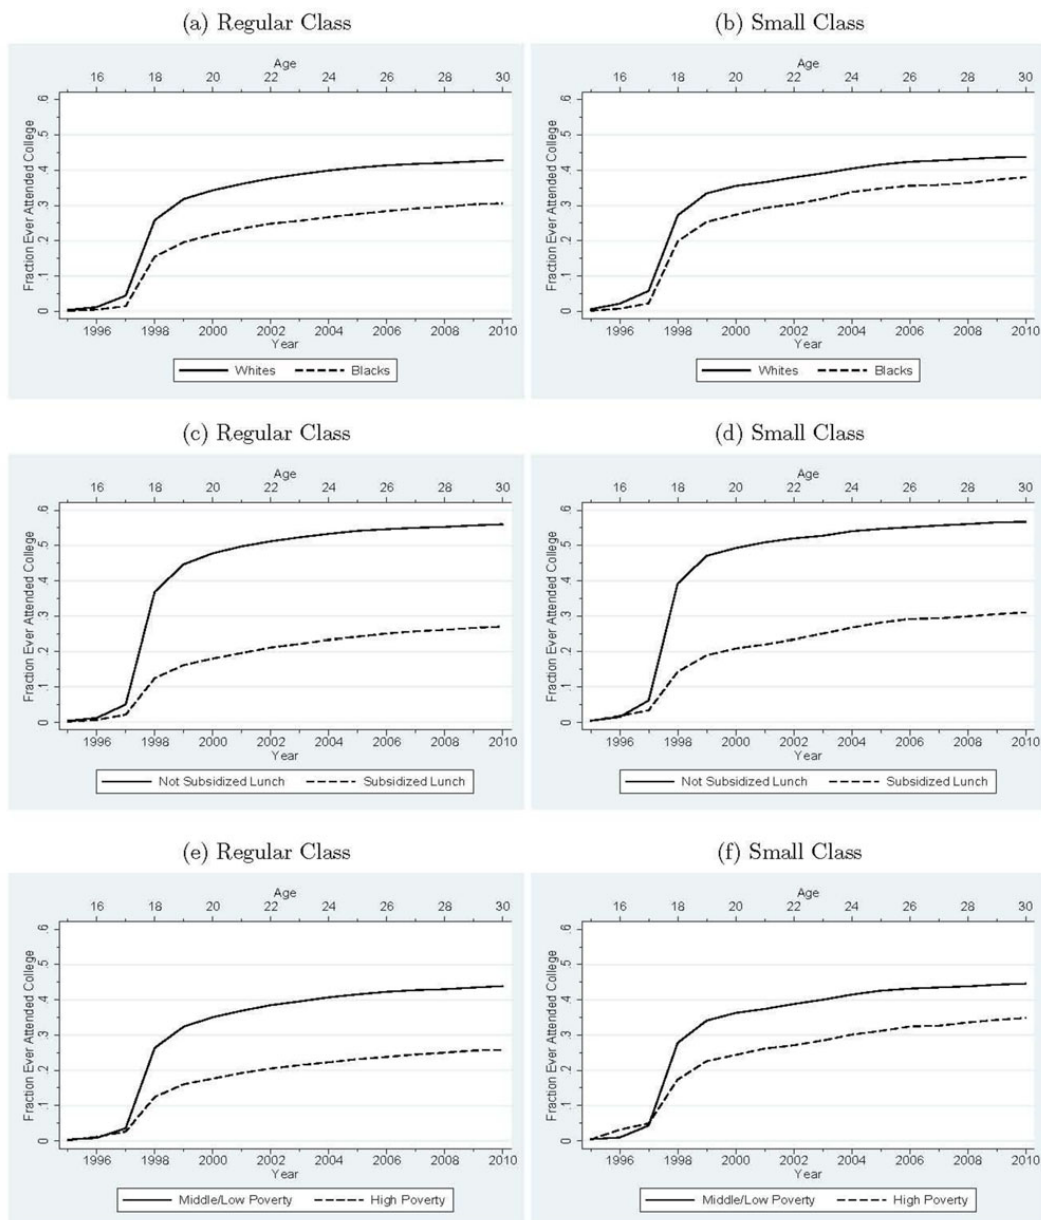 (a) Regular Class
Age
16 18 20 22 24 26 28 30
Fraction Ever Attended College
0 .1 .2 .3 .4 .5 .6
1996 1998 2000 2002 2004 2006 2008 2010
Year
Whites Blacks
(b) Small Class
Age
16 18 20 22 24 26 28 30
Fraction Ever Attended College
0 .1 .2 .3 .4 .5 .6
1996 1998 2000 2002 2004 2006 2008 2010
Year
Whites Blacks
(c) Regular Class
Age
16 18 20 22 24 26 28 30
Fraction Ever Attended College
0 .1 .2 .3 .4 .5 .6
1996 1998 2000 2002 2004 2006 2008 2010
Year
Not Subsidized Lunch Subsidized Lunch
(d) Small Class
Age
16 18 20 22 24 26 28 30
Fraction Ever Attended College
0 .1 .2 .3 .4 .5 .6
1996 1998 2000 2002 2004 2006 2008 2010
Year
Not Subsidized Lunch Subsidized Lunch
(e) Regular Class
Age
16 18 20 22 24 26 28 30
Fraction Ever Attended College
0 .1 .2 .3 .4 .5 .6
1996 1998 2000 2002 2004 2006 2008 2010
Year
Middle/Low Poverty High Poverty
(f) Small Class
Age
16 18 20 22 24 26 28 30
Fraction Ever Attended College
0 .1 .2 .3 .4 .5 .6
1996 1998 2000 2002 2004 2006 2008 2010
Year
Middle/Low Poverty High Poverty